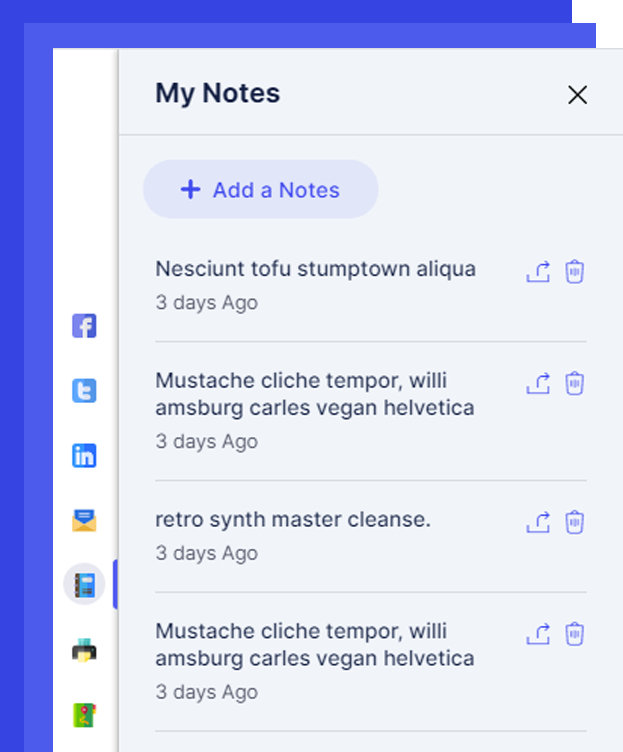 My Notes
Add a Notes
Nesciunt tofu stumptown aliqua
3 days Ago
Mustache cliche tempor, willi
amsburg carles vegan helvetica
3 days Ago
retro synth master cleanse.
3 days Ago
Mustache cliche tempor, willi
amsburg carles vegan helvetica
3 days Ago